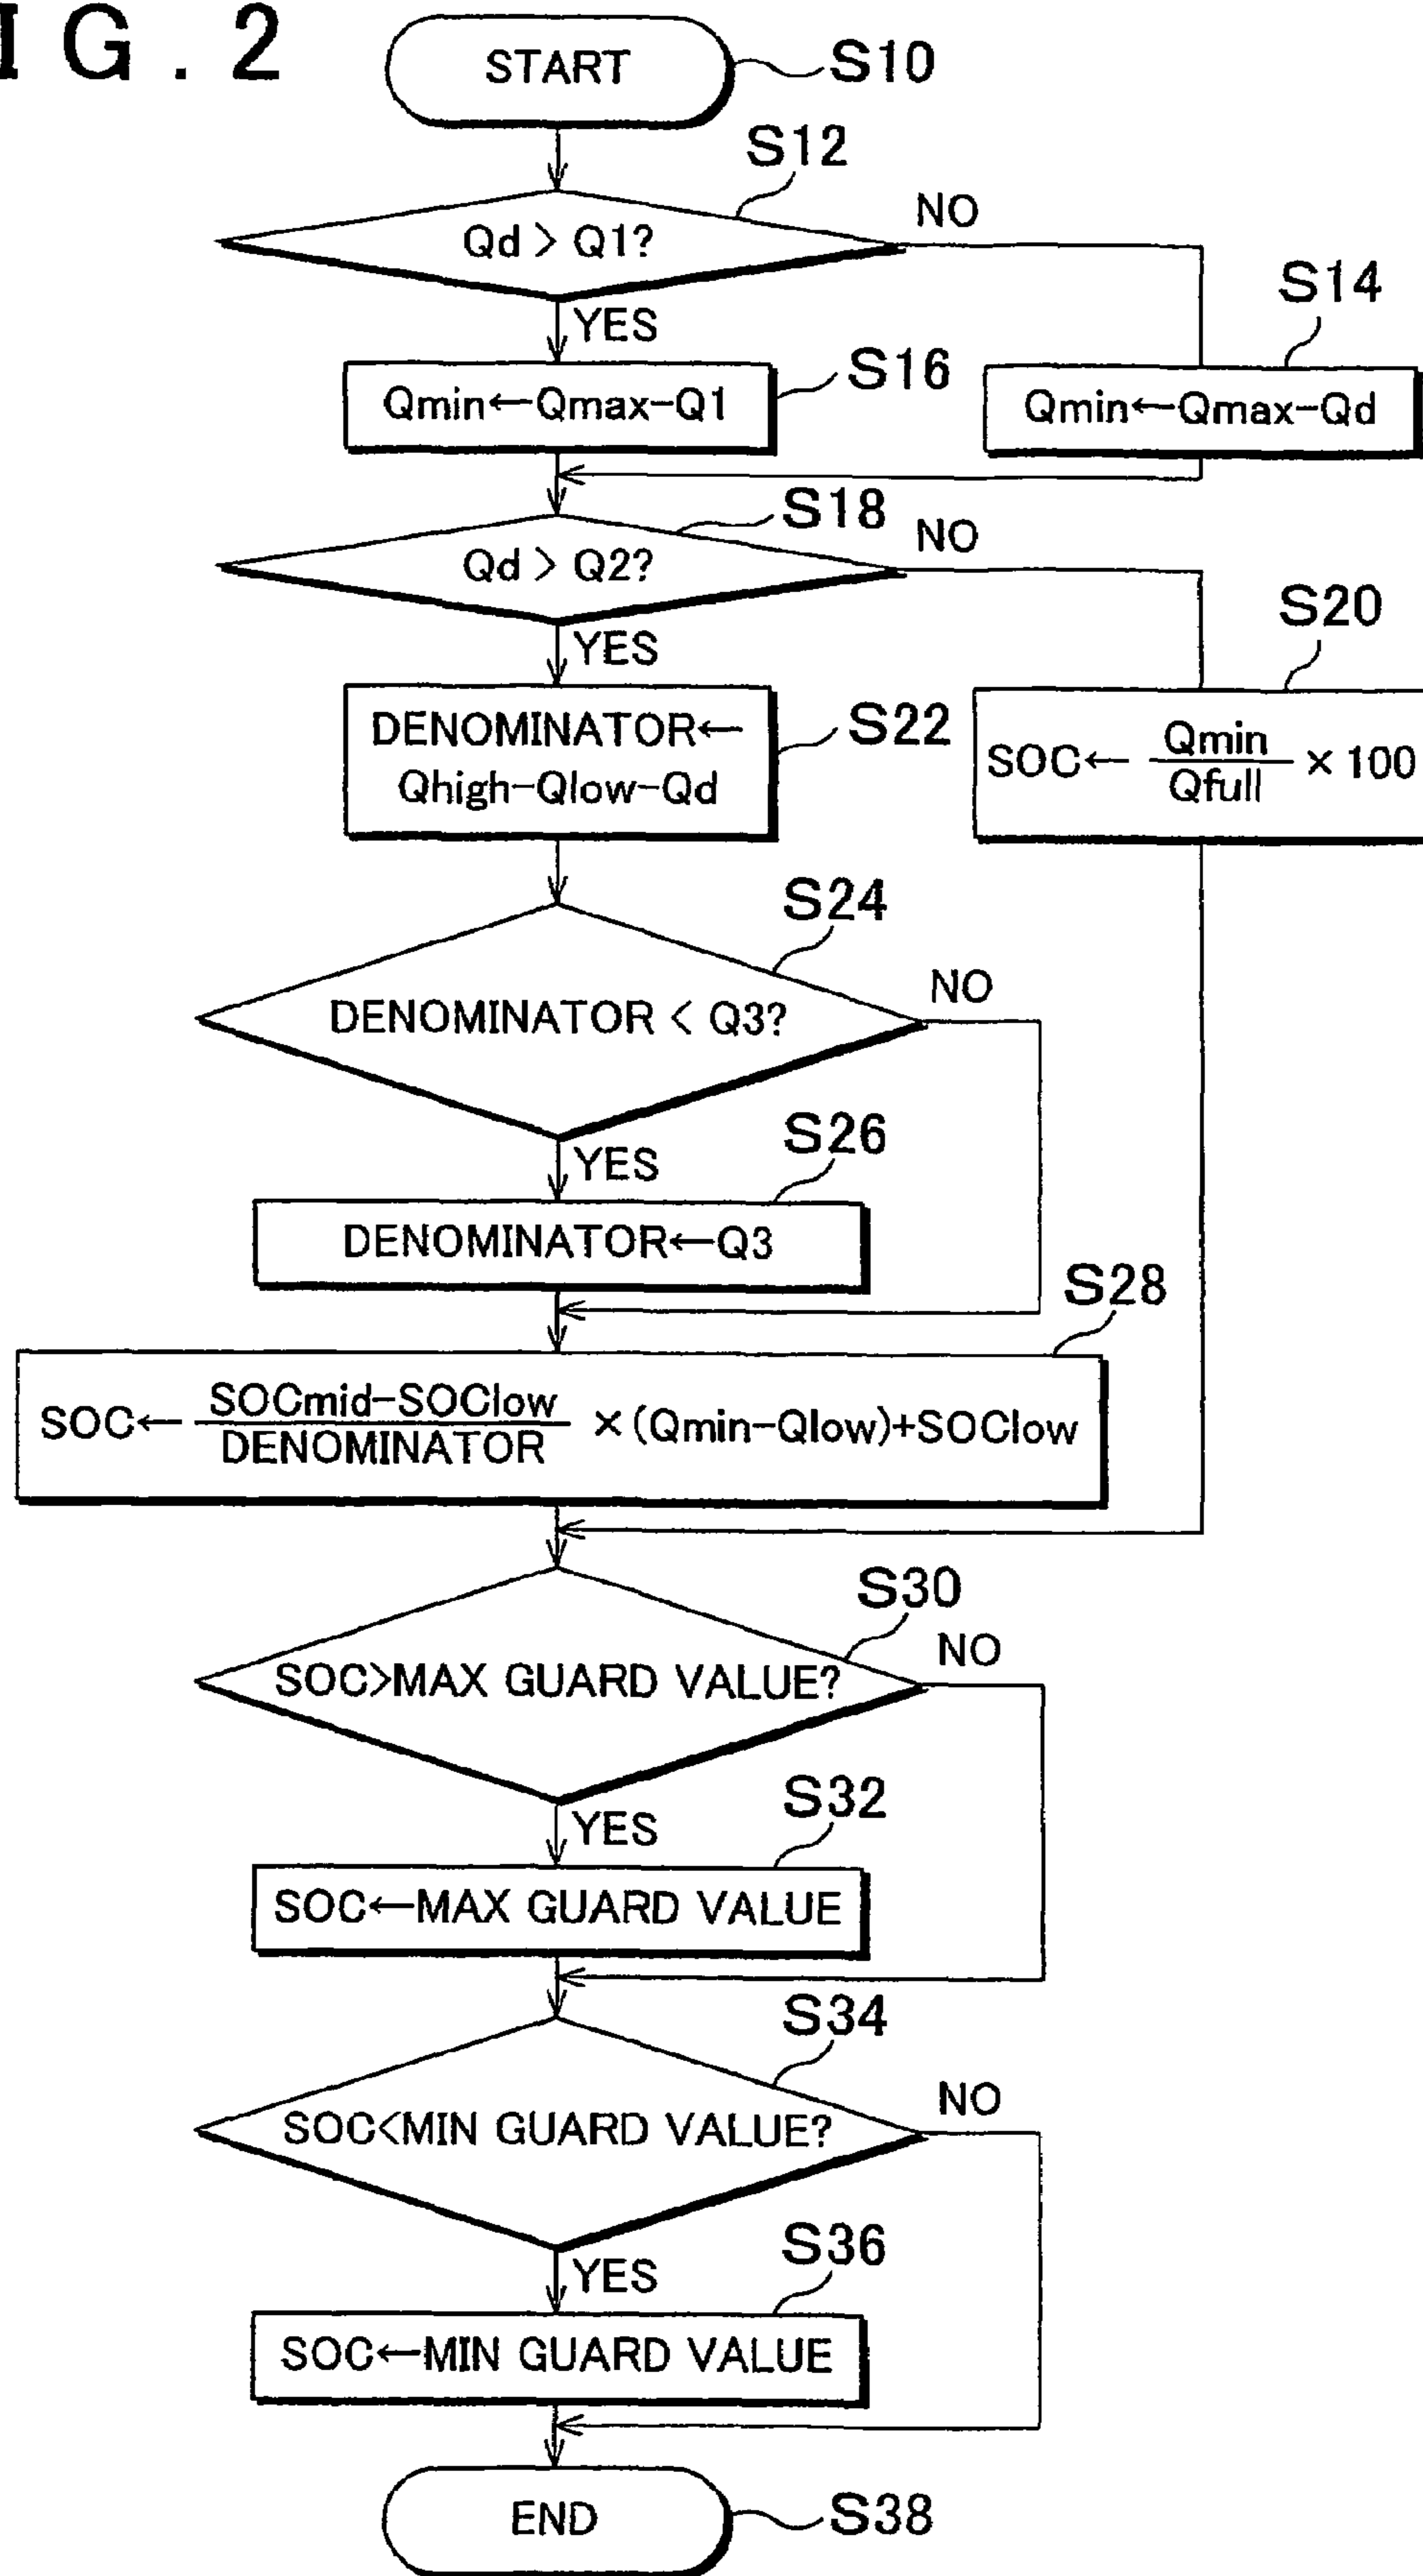 IG.2
START
S10
S12
Qd > Q1?
NO
YES
S14
S16
Qmin←Qmax-Q1
Qmin←Qmax-Qd
S18
Qd > Q2?
NO
YES
S20
S22
DENOMINATOR←
Qhigh-Qlow-Qd
SOC← Qmin/Qfull × 100
S24
DENOMINATOR < Q3?
NO
YES
S26
DENOMINATOR←Q3
S28
SOC← SOCmid-SOClow/DENOMINATOR ×(Qmin-Qlow)+SOClow
S30
SOC>MAX GUARD VALUE?
NO
YES
S32
SOC←MAX GUARD VALUE
S34
SOC<MIN GUARD VALUE?
NO
YES
S36
SOC←MIN GUARD VALUE
END
S38